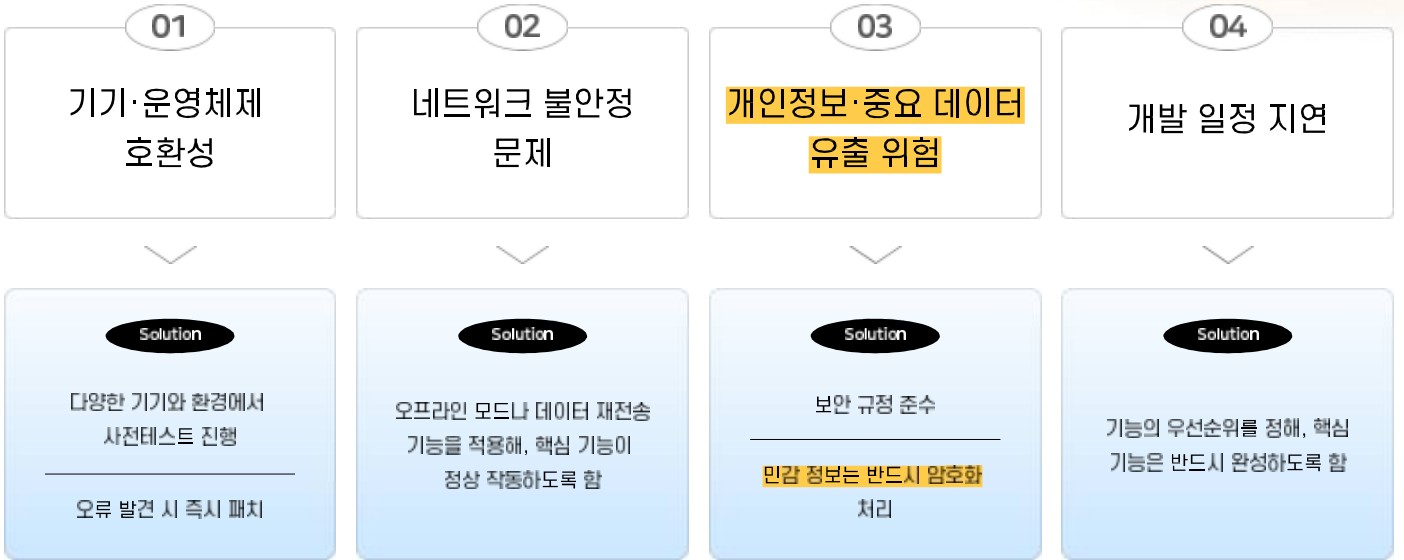 01
기기·운영체제
호환성
02
네트워크 불안정
문제
03
개인정보·중요 데이터
유출 위험
04
개발 일정 지연
Solution
다양한 기기와 환경에서
사전테스트 진행
오류 발견 시 즉시 패치
Solution
오프라인 모드나 데이터 재전송
기능을 적용해, 핵심 기능이
정상 작동하도록 함
Solution
보안 규정 준수
민감 정보는 반드시 암호화
처리
Solution
기능의 우선순위를 정해, 핵심
기능은 반드시 완성하도록 함